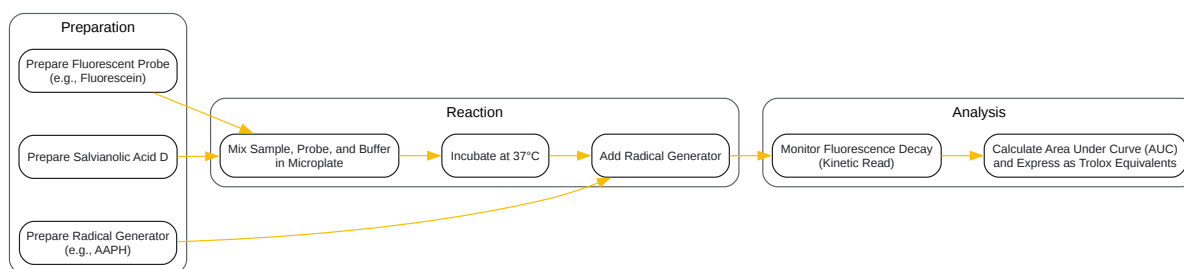 Preparation
Prepare Fluorescent Probe
(e.g., Fluorescein)
Prepare Salvianolic Acid D
Prepare Radical Generator
(e.g., AAPH)
Reaction
Mix Sample, Probe, and Buffer
in Microplate
Incubate at 37°C
Add Radical Generator
Analysis
Monitor Fluorescence Decay
(Kinetic Read)
Calculate Area Under Curve (AUC)
and Express as Trolox Equivalents